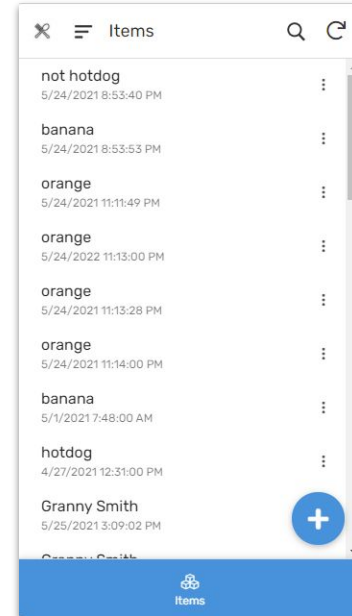 Items
not hotdog
5/24/2021 8:53:40 PM
banana
5/24/2021 8:53:53 PM
orange
5/24/2021 11:11:49 PM
orange
5/24/2022 11:13:00 PM
orange
5/24/2021 11:13:28 PM
orange
5/24/2021 11:14:00 PM
banana
5/1/2021 7:48:00 AM
hotdog
4/27/2021 12:31:00 PM
Granny Smith
5/25/2021 3:09:02 PM
Granny Smith
Items